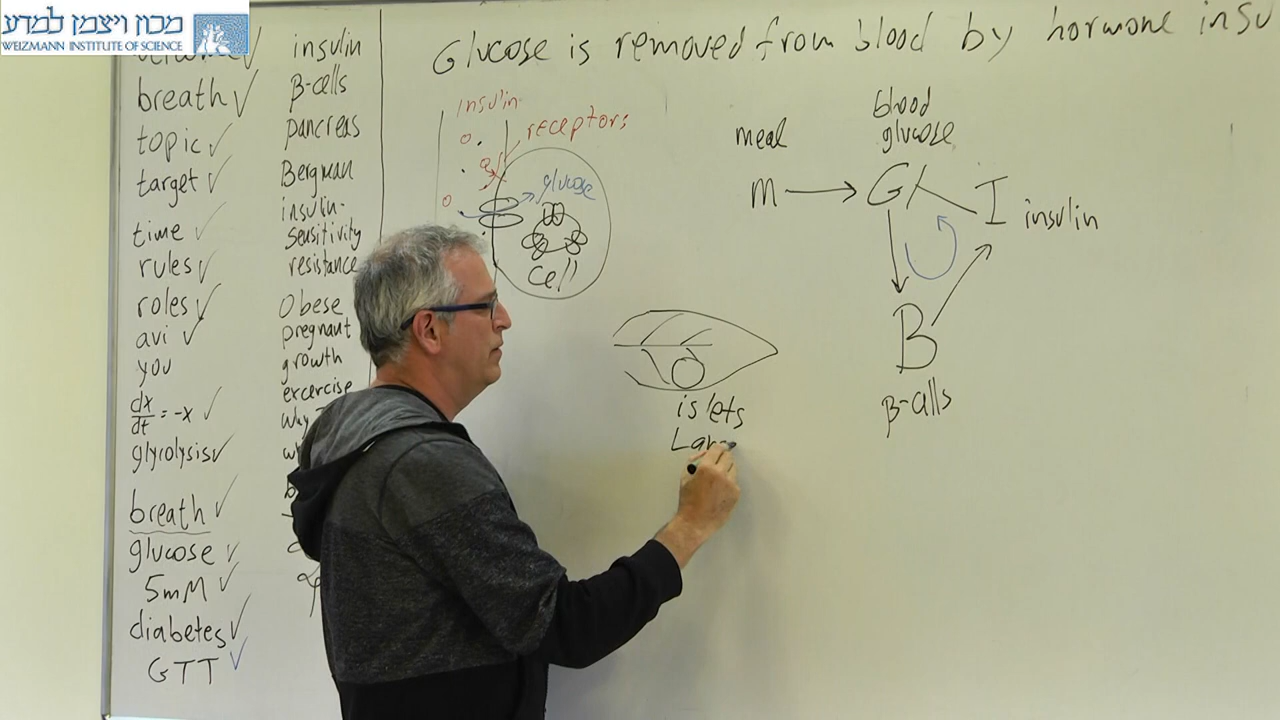 מכון ויצמן למדע
WEIZMANN INSTITUTE OF SCIENCE
breath ✓
topic ✓
target ✓
time ✓
rules ✓
roles ✓
avi ✓
you
dx/dt = -x ✓
glycolysis ✓
breath ✓
glucose ✓
5mM ✓
diabetes ✓
GTT ✓
insulin
β-cells
pancreas
Bergman
insulin-
sensitivity
resistance
Obese
pregnant
growth
excercise
why
Glucose is removed from blood by hormone insu
insulin
receptors
glucose
cell
islets
meal
blood
glucose
m → G
I insulin
B
β-cells